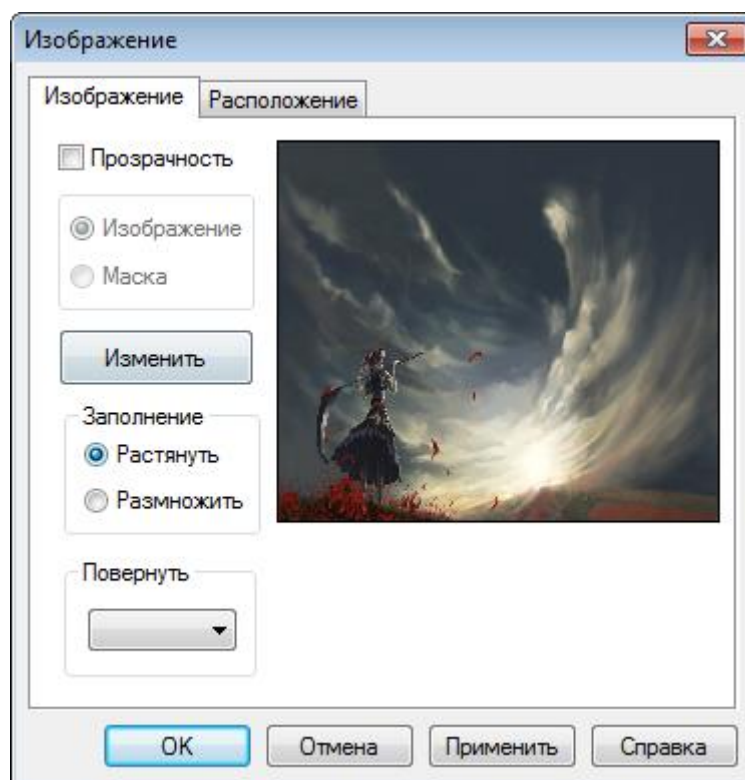 Изображение
Изображение
Расположение
Прозрачность
Изображение
Маска
Изменить
Заполнение
Растянуть
Размножить
Повернуть
OK
Отмена
Применить
Справка